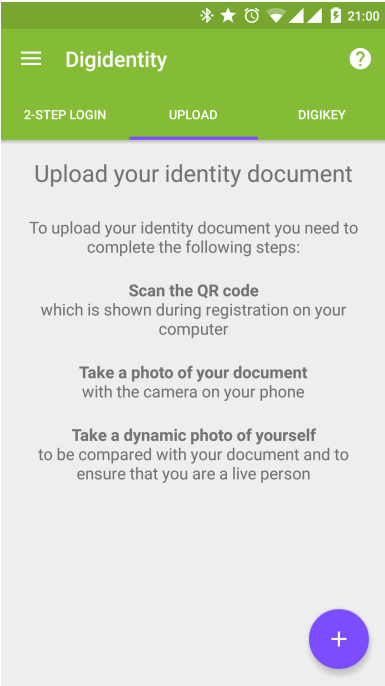 21:00
Digidentity
2-STEP LOGIN UPLOAD DIGIKEY
Upload your identity document
To upload your identity document you need to
complete the following steps:
Scan the QR code
which is shown during registration on your
computer
Take a photo of your document
with the camera on your phone
Take a dynamic photo of yourself
to be compared with your document and to
ensure that you are a live person